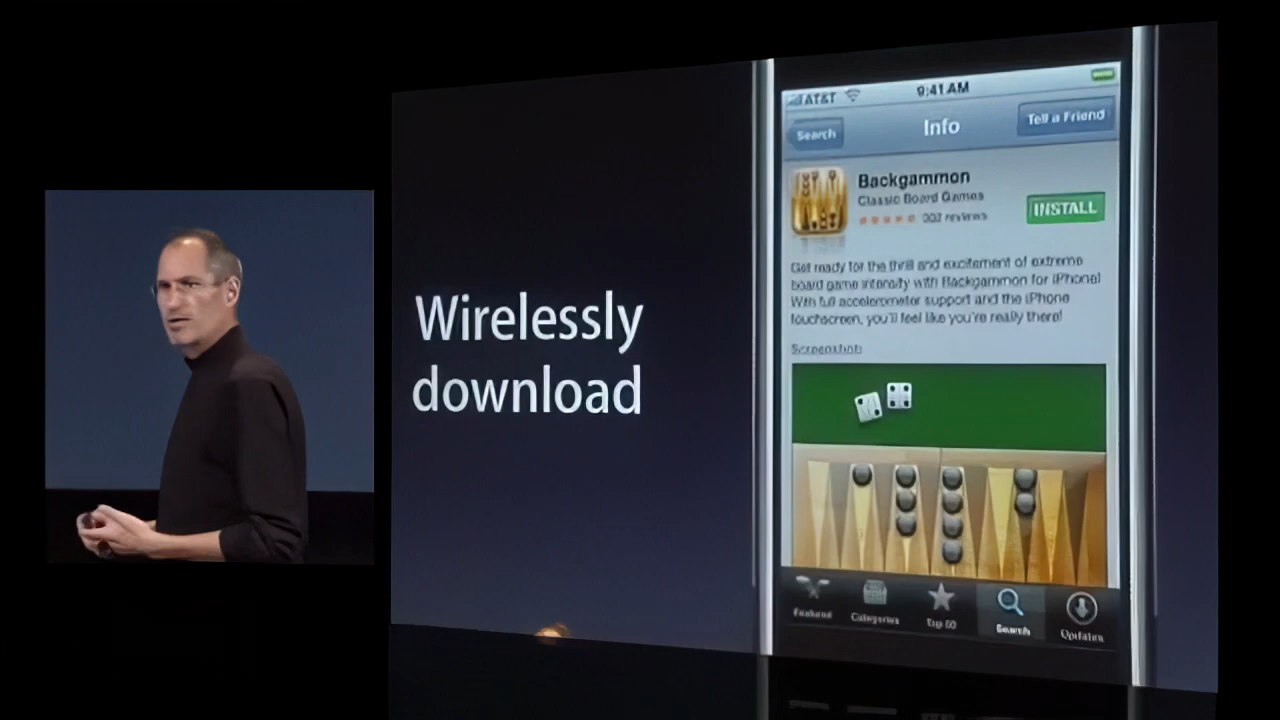 Wirelessly
download
AT&T 9:41 AM
Search Info Tell a Friend
Backgammon
Classic Board Games
reviews
INSTALL
Get ready for the thrill and excitement of extreme
board game intensity with Backgammon for iPhone!
With full accelerometer support and the iPhone
touchscreen, you'll feel like you're really there!
Screenshot:
Featured Categories Top 50 Search Updates